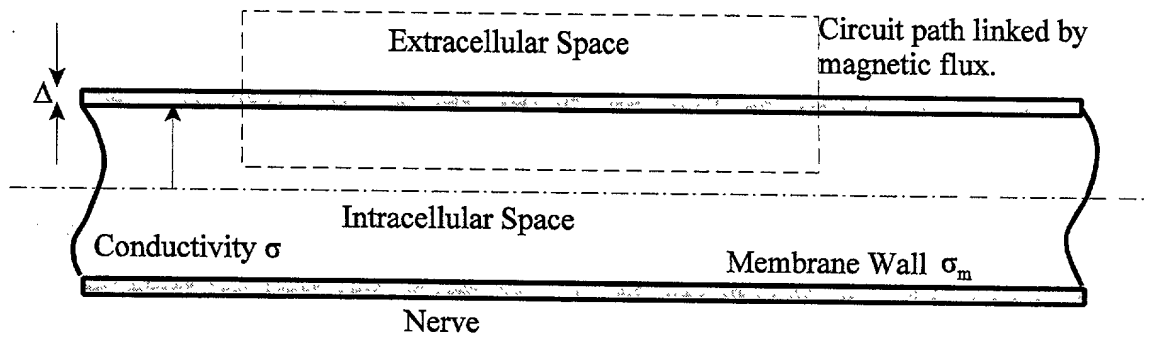 Extracellular Space
Circuit path linked by
magnetic flux.
Δ
Intracellular Space
Conductivity σ
Membrane Wall σm
Nerve